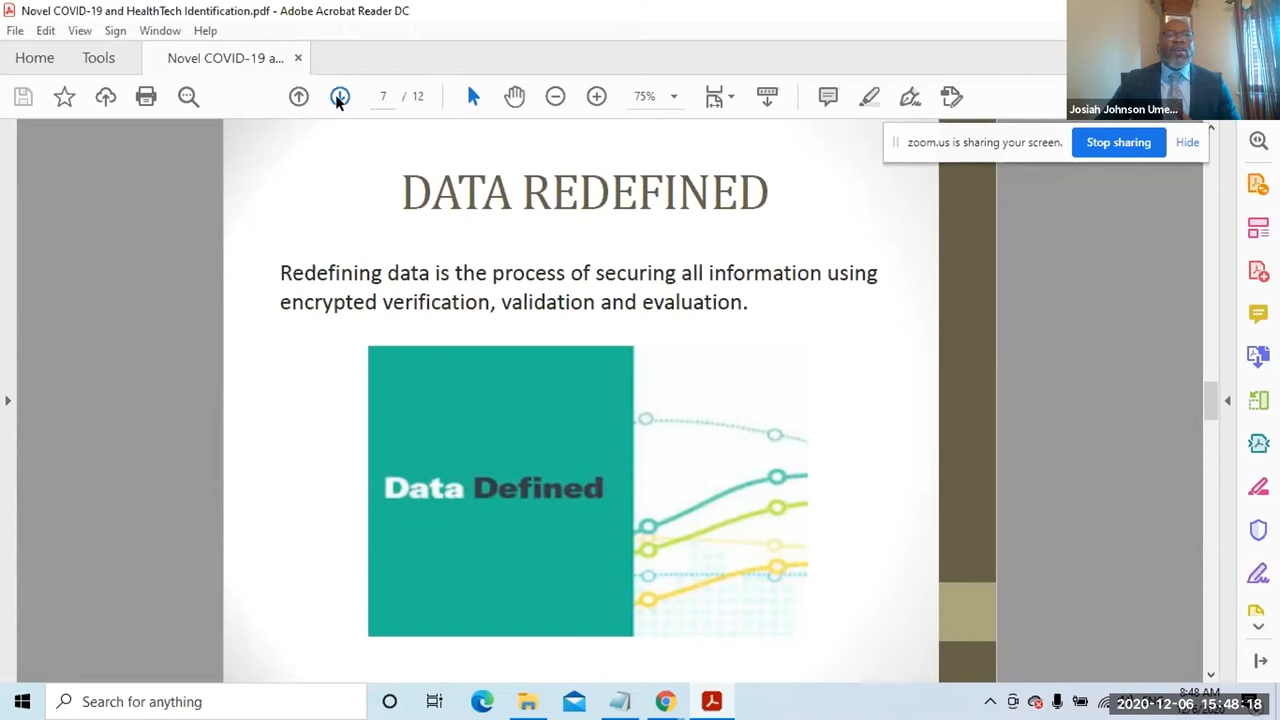 Novel COVID-19 and HealthTech Identification.pdf - Adobe Acrobat Reader DC
File Edit View Sign Window Help
Home Tools Novel COVID-19 a... ×
7 / 12 75%
Josiah Johnson Ume...
zoom.us is sharing your screen. Stop sharing Hide
DATA REDEFINED
Redefining data is the process of securing all information using
encrypted verification, validation and evaluation.
Data Defined
Search for anything
8:48 AM
2020-12-06, 15:48:18